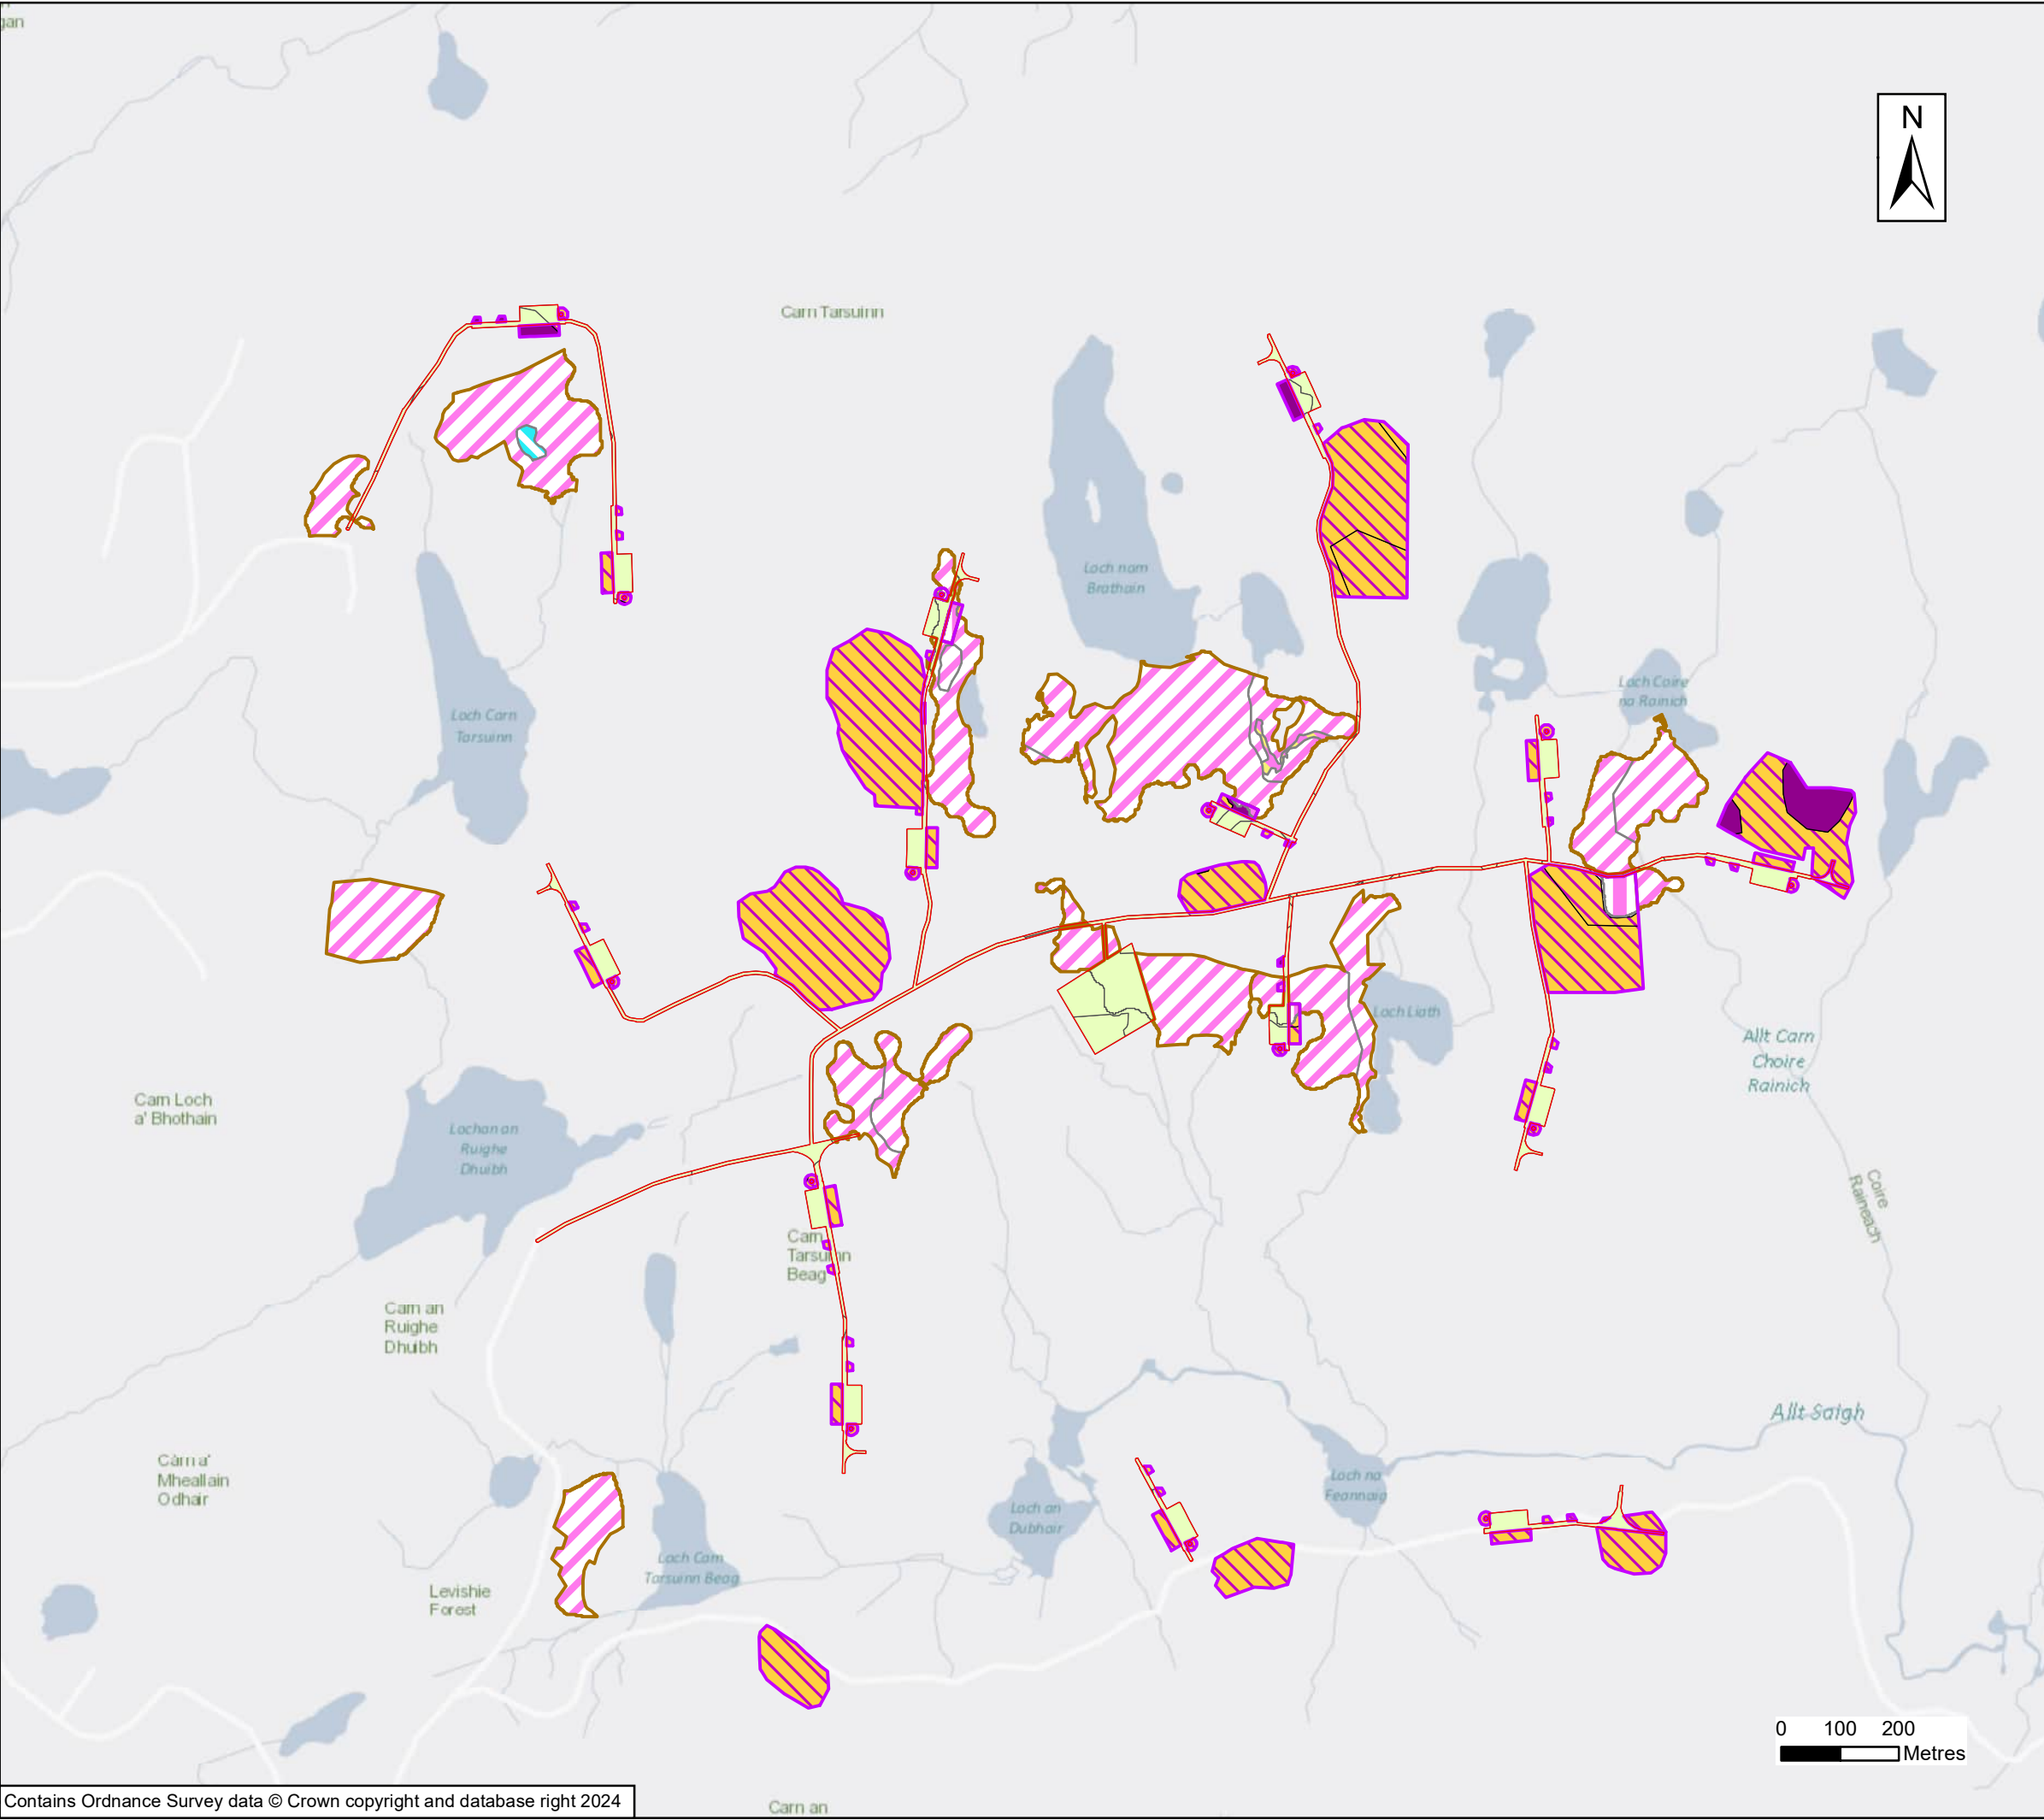 gan
N
Carn Tarsuinn
Loch nam
Brathain
Loch Coire
na Rainich
Loch Carn
Tarsuinn
Loch Liath
Allt Carn
Choire
Rainich
Carn Loch
a' Bhothain
Lochan an
Ruighe
Dhuibh
Coire
Raineach
Carn
Tarsuinn
Beag
Carn an
Ruighe
Dhuibh
Allt Saigh
Càrn a'
Mheallain
Odhair
Loch na
Feannaig
Loch an
Dubhair
Loch Carn
Tarsuinn Beag
Levishie
Forest
0 100 200
Metres
Contains Ordnance Survey data © Crown copyright and database right 2024
Carn an